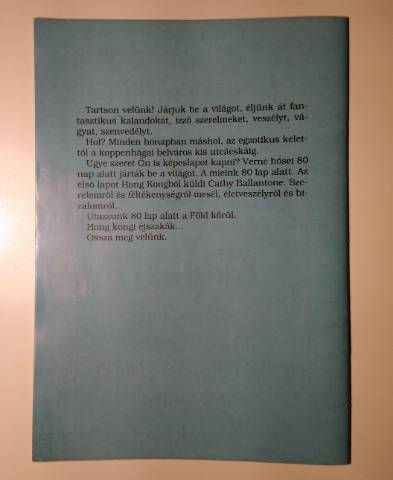 Tartson velünk! Járjuk be a világot, éljünk át fan-
tasztikus kalandokat, izzó szerelmeket, veszélyt, vá-
gyat, szenvedélyt.
Hol? Minden hónapban máshol, az egzotikus kelet-
től a koppenhágai belváros kis utcácskáig.
Ugye szeret Ön is képeslapot kapni? Verne hősei 80
nap alatt járták be a világot. A mieink 80 lap alatt. Az
első lapot Hong Kongból küldi Cathy Ballantone. Sze-
relemről és féltékenységről mesél, életveszélyről és bi-
zalomról.
Utazzunk 80 lap alatt a Föld körül.
Hong kongi éjszakák...
Ossza meg velünk.